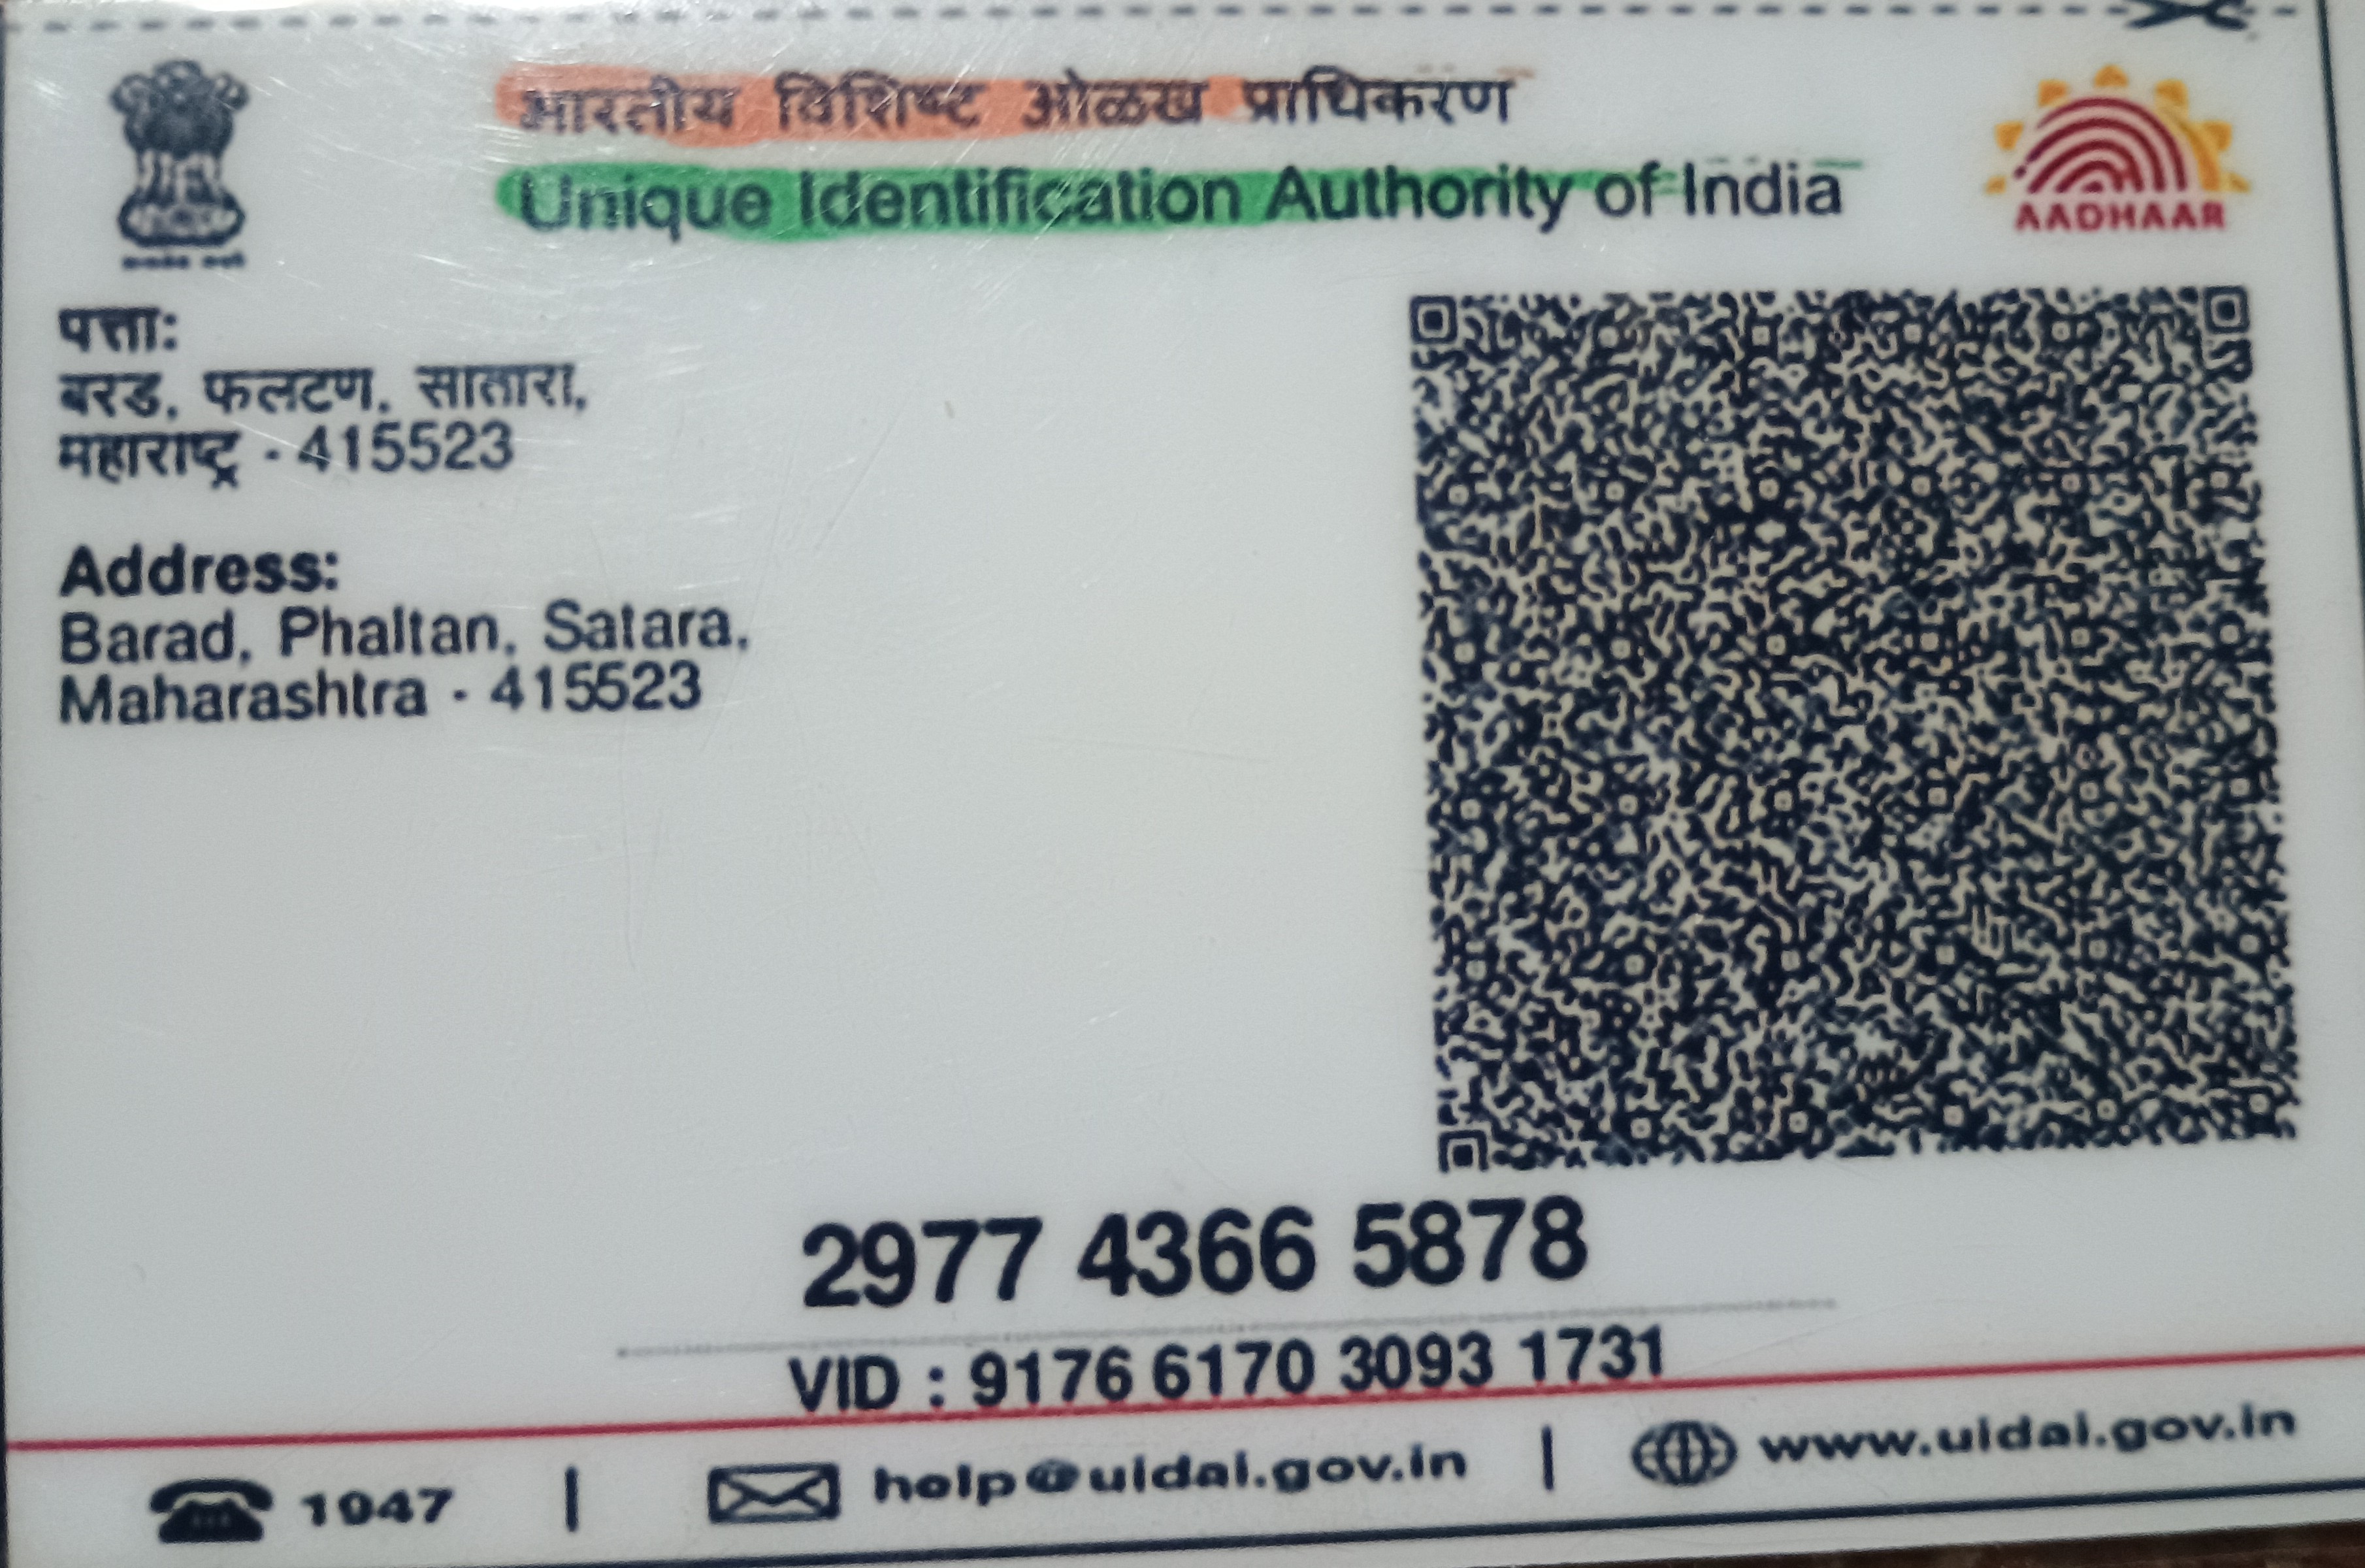 भारतीय विशिष्ट ओळख प्राधिकरण
Unique Identification Authority of India
AADHAAR
पत्ता:
बरड, फलटण, सातारा,
महाराष्ट्र - 415523
Address:
Barad, Phaltan, Satara,
Maharashtra - 415523
2977 4366 5878
VID : 9176 6170 3093 1731
1947 | help@uidai.gov.in | www.uidai.gov.in